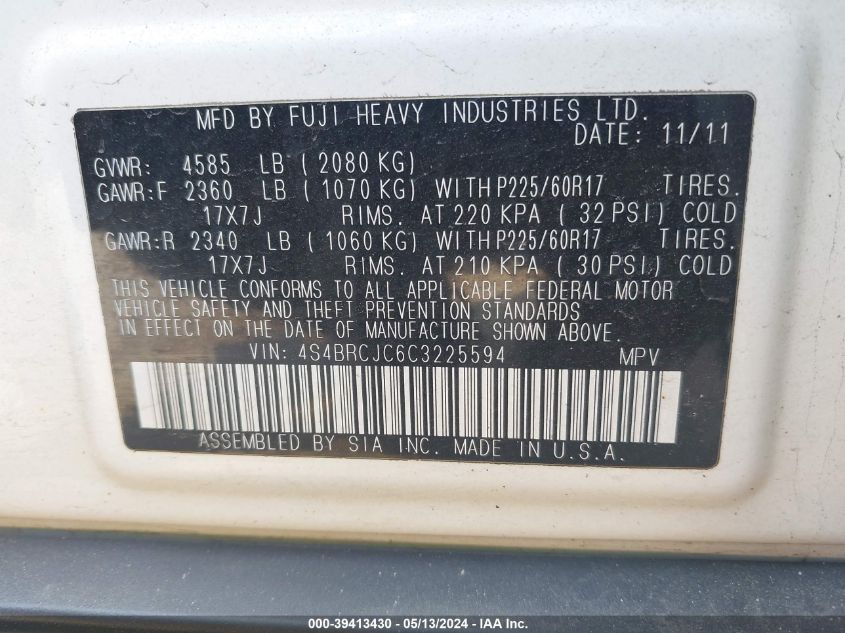 MFD BY FUJI HEAVY INDUSTRIES LTD.
DATE: 11/11
GVWR: 4585 LB ( 2080 KG)
GAWR:F 2360 LB ( 1070 KG) WITH P225/60R17 TIRES.
17X7J RIMS. AT 220 KPA ( 32 PSI) COLD
GAWR:R 2340 LB ( 1060 KG) WITH P225/60R17 TIRES.
17X7J RIMS. AT 210 KPA ( 30 PSI) COLD
THIS VEHICLE CONFORMS TO ALL APPLICABLE FEDERAL MOTOR
VEHICLE SAFETY AND THEFT PREVENTION STANDARDS
IN EFFECT ON THE DATE OF MANUFACTURE SHOWN ABOVE.
VIN: 4S4BRCJC6C3225594 MPV
ASSEMBLED BY SIA INC. MADE IN U.S.A.
000-39413430 - 05/13/2024 - IAA Inc.